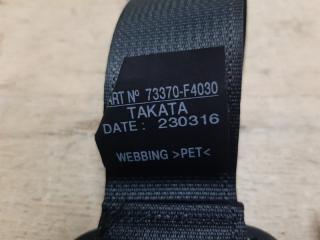 ART Nº 73370-F4030
TAKATA
DATE: 230316
WEBBING >PET<